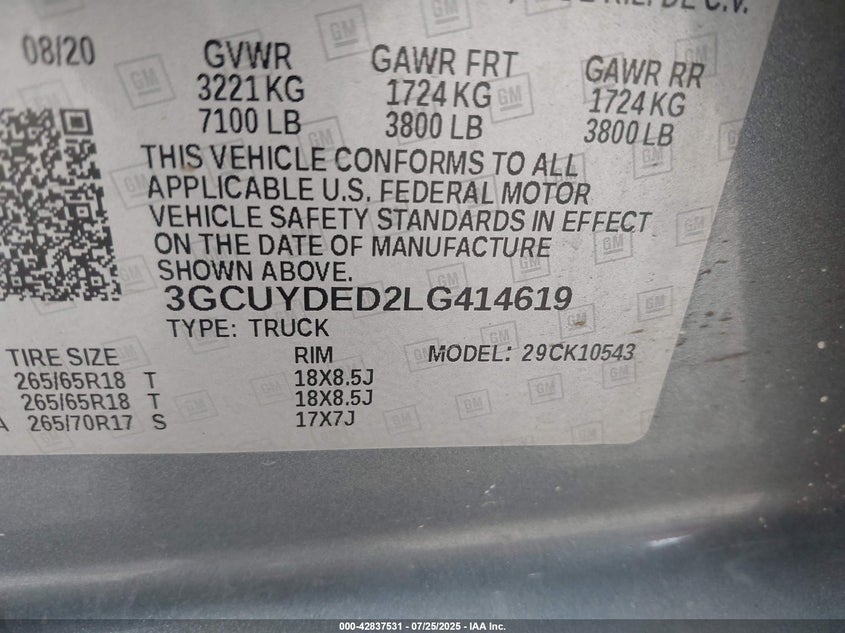 DE C.V.
08/20
GVWR GAWR FRT GAWR RR
3221 KG 1724 KG 1724 KG
7100 LB 3800 LB 3800 LB
THIS VEHICLE CONFORMS TO ALL
APPLICABLE U.S. FEDERAL MOTOR
VEHICLE SAFETY STANDARDS IN EFFECT
ON THE DATE OF MANUFACTURE
SHOWN ABOVE.
3GCUYDED2LG414619
TYPE: TRUCK
TIRE SIZE RIM MODEL: 29CK10543
265/65R18 T 18X8.5J
265/65R18 T 18X8.5J
265/70R17 S 17X7J
000-42837531 - 07/25/2025 - IAA Inc.